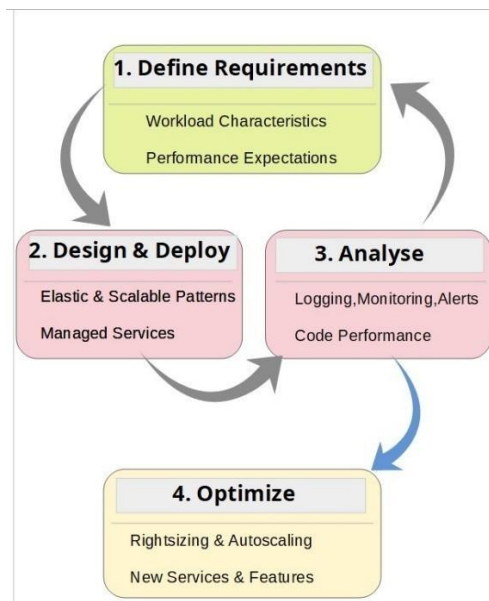 1. Define Requirements
Workload Characteristics
Performance Expectations
2. Design & Deploy
Elastic & Scalable Patterns
Managed Services
3. Analyse
Logging,Monitoring,Alerts
Code Performance
4. Optimize
Rightsizing & Autoscaling
New Services & Features